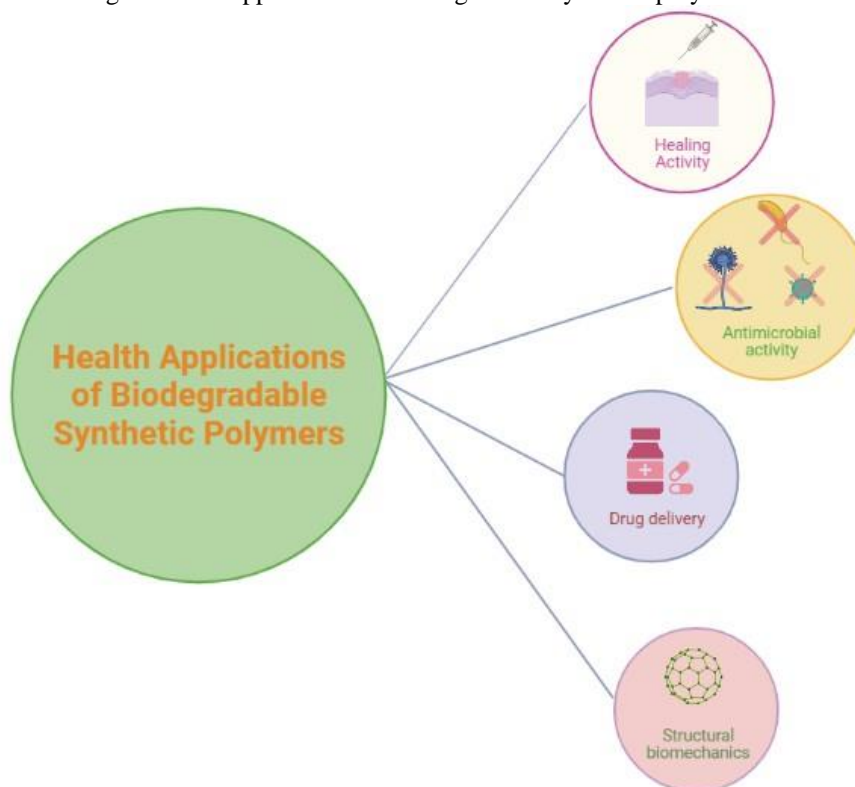 Health Applications
of Biodegradable
Synthetic Polymers
Healing
Activity
Antimicrobial
activity
Drug delivery
Structural
biomechanics